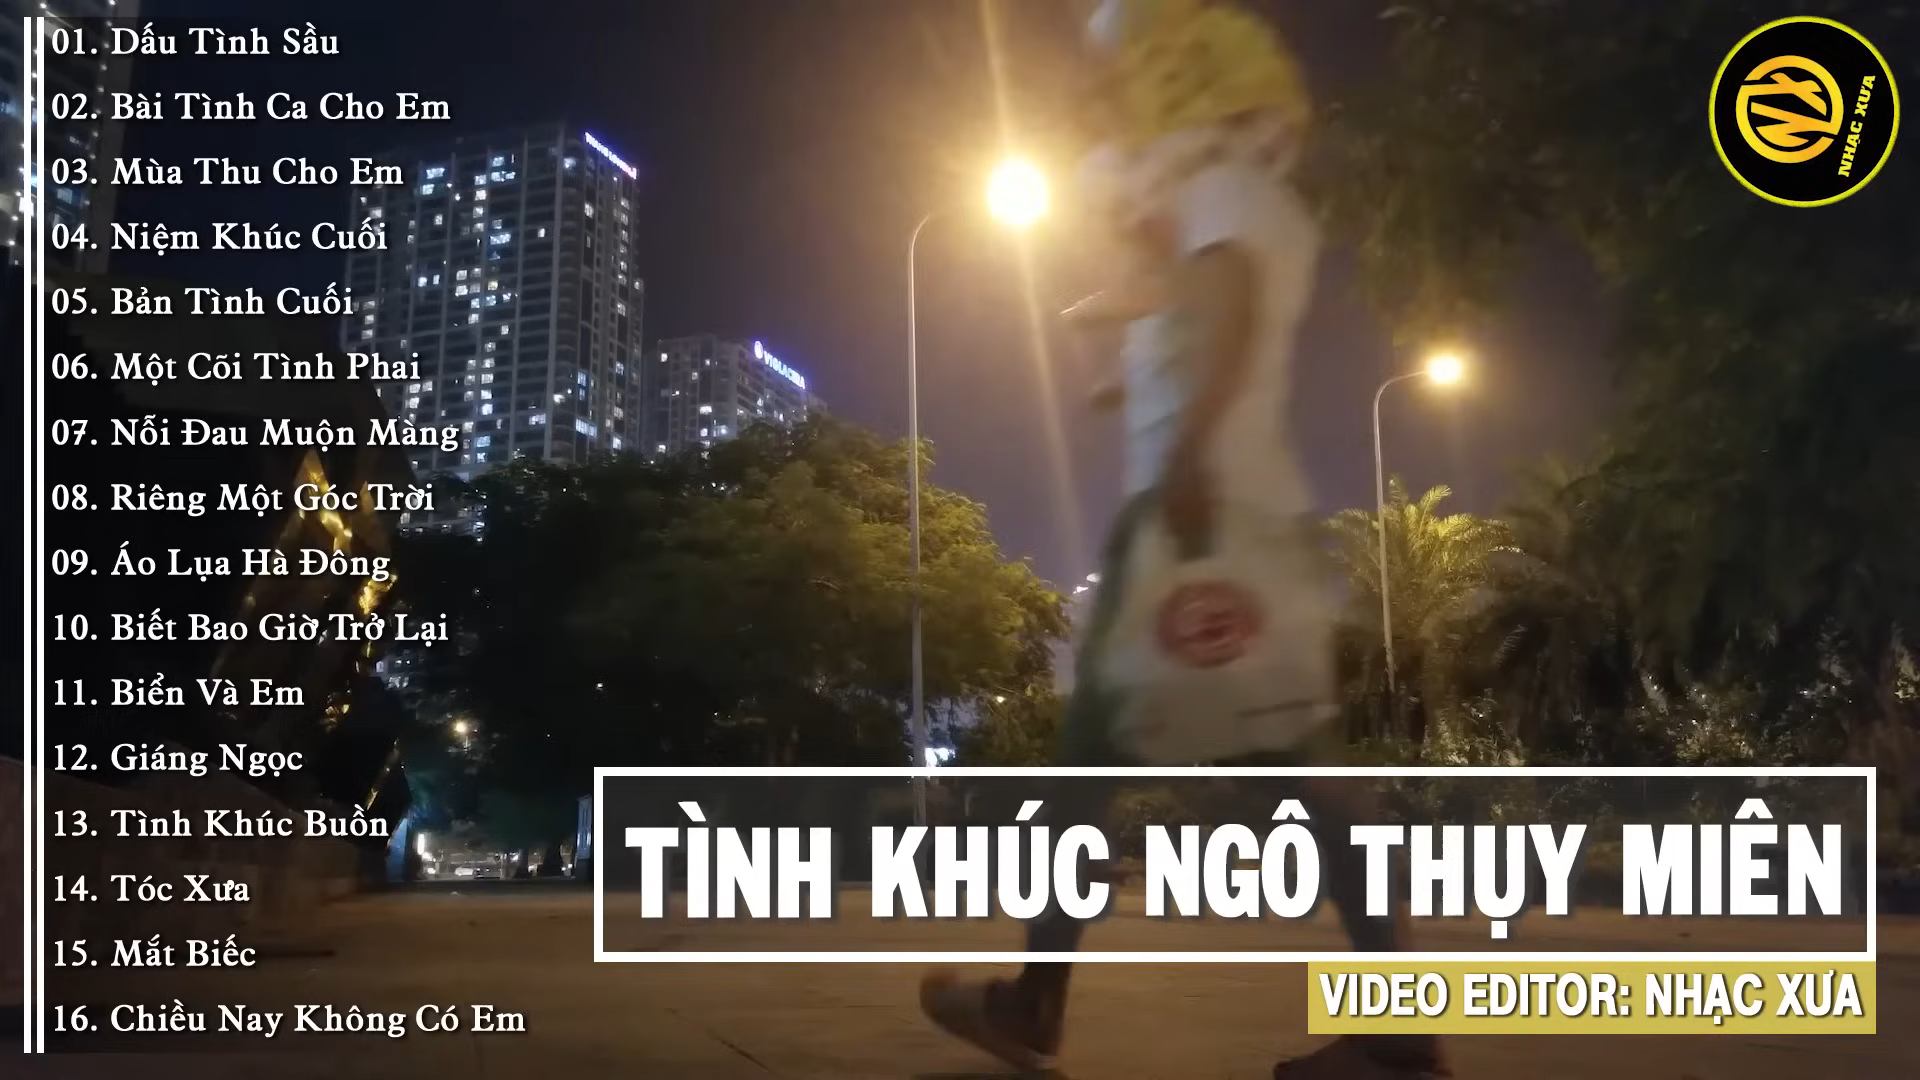 01. Dấu Tình Sầu
02. Bài Tình Ca Cho Em
03. Mùa Thu Cho Em
04. Niệm Khúc Cuối
05. Bản Tình Cuối
06. Một Cõi Tình Phai
07. Nỗi Đau Muộn Màng
08. Riêng Một Góc Trời
09. Áo Lụa Hà Đông
10. Biết Bao Giờ Trở Lại
11. Biển Và Em
12. Giáng Ngọc
13. Tình Khúc Buồn
14. Tóc Xưa
15. Mắt Biếc
16. Chiều Nay Không Có Em
VIGLACERA
NHẠC XƯA
TÌNH KHÚC NGÔ THỤY MIÊN
VIDEO EDITOR: NHẠC XƯA